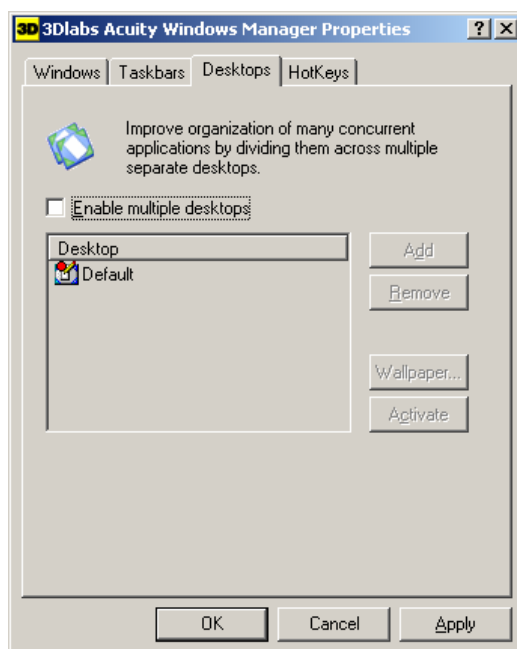 3D 3Dlabs Acuity Windows Manager Properties ? X
Windows Taskbars Desktops HotKeys
Improve organization of many concurrent
applications by dividing them across multiple
separate desktops.
Enable multiple desktops
Desktop
Default
Add
Remove
Wallpaper...
Activate
OK Cancel Apply